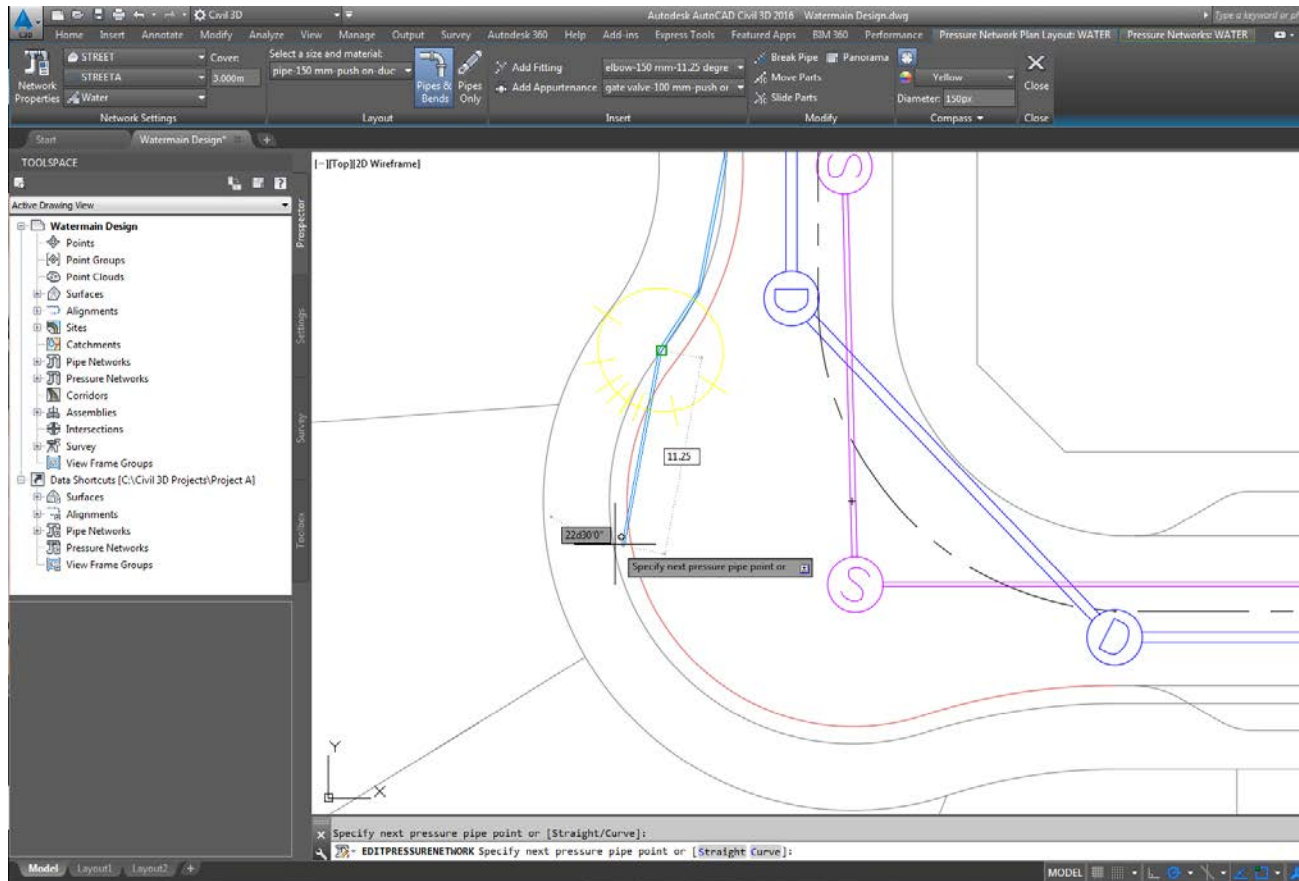 Civil 3D
Autodesk AutoCAD Civil 3D 2016 Watermain Design.dwg
Type a keyword or
C3D
Home Insert Annotate Modify Analyze View Manage Output Survey Autodesk 360 Help Add-ins Express Tools Featured Apps BIM 360 Performance Pressure Network Plan Layout: WATER Pressure Networks: WATER
Network Properties
STREET
STREETA
Water
Cover:
3.000m
Network Settings
Select a size and material:
pipe-150 mm-push on-duc
Pipes & Bends
Pipes Only
Layout
Add Fitting
elbow-150 mm-11.25 degre
Add Appurtenance
gate valve-100 mm-push or
Insert
Break Pipe
Panorama
Move Parts
Slide Parts
Modify
Yellow
Diameter: 150px
Compass
Close
Close
Start
Watermain Design*
TOOLSPACE
Active Drawing View
Watermain Design
Points
Point Groups
Point Clouds
Surfaces
Alignments
Sites
Catchments
Pipe Networks
Pressure Networks
Corridors
Assemblies
Intersections
Survey
View Frame Groups
Data Shortcuts [C:\Civil 3D Projects\Project A]
Surfaces
Alignments
Pipe Networks
Pressure Networks
View Frame Groups
Prospector
Settings
Survey
Toolbox
[-][Top][2D Wireframe]
S
D
11.25
22d30'0"
Specify next pressure pipe point or
S
D
Y
X
Specify next pressure pipe point or [Straight/Curve]:
EDITPRESSURENETWORK Specify next pressure pipe point or [Straight Curve]:
Model Layout1 Layout2 +
MODEL